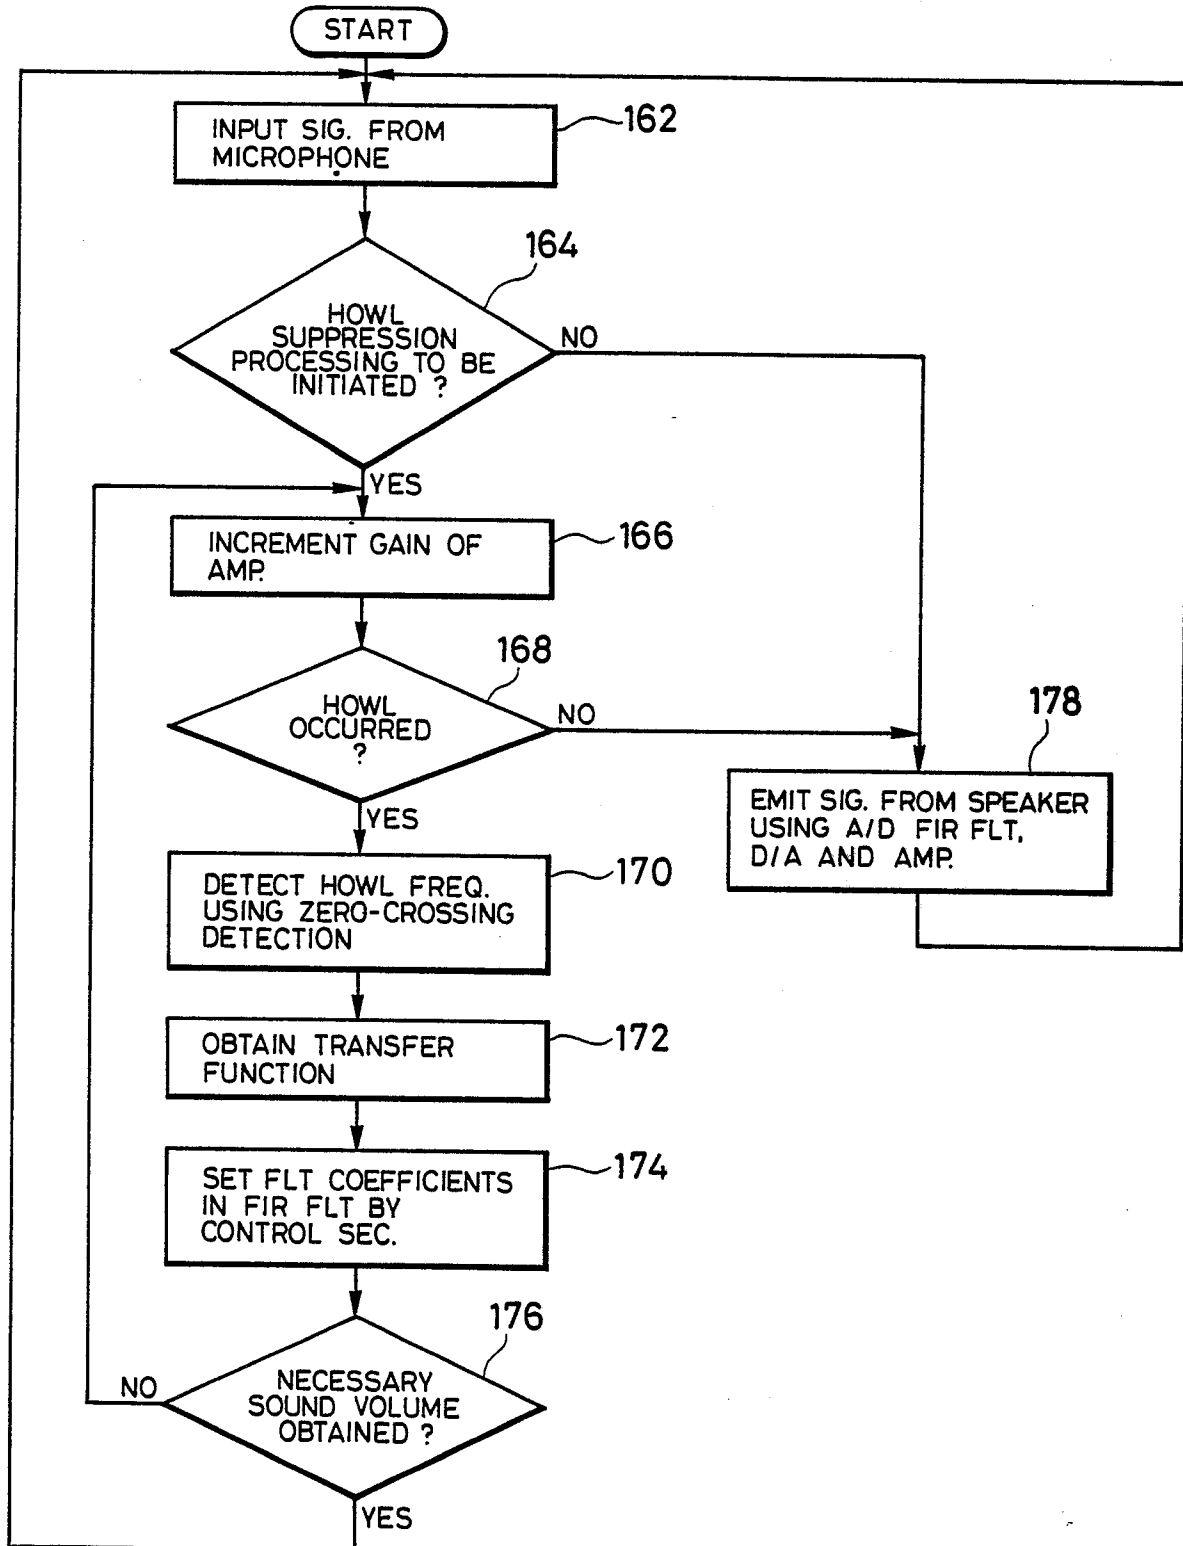 START
INPUT SIG. FROM
MICROPHONE
162
164
HOWL
SUPPRESSION
PROCESSING TO BE
INITIATED ?
NO
YES
INCREMENT GAIN OF
AMP.
166
168
HOWL
OCCURRED
?
NO
YES
178
EMIT SIG. FROM SPEAKER
USING A/D FIR FLT,
D/A AND AMP.
DETECT HOWL FREQ.
USING ZERO-CROSSING
DETECTION
170
OBTAIN TRANSFER
FUNCTION
172
SET FLT COEFFICIENTS
IN FIR FLT BY
CONTROL SEC.
174
176
NECESSARY
SOUND VOLUME
OBTAINED ?
NO
YES